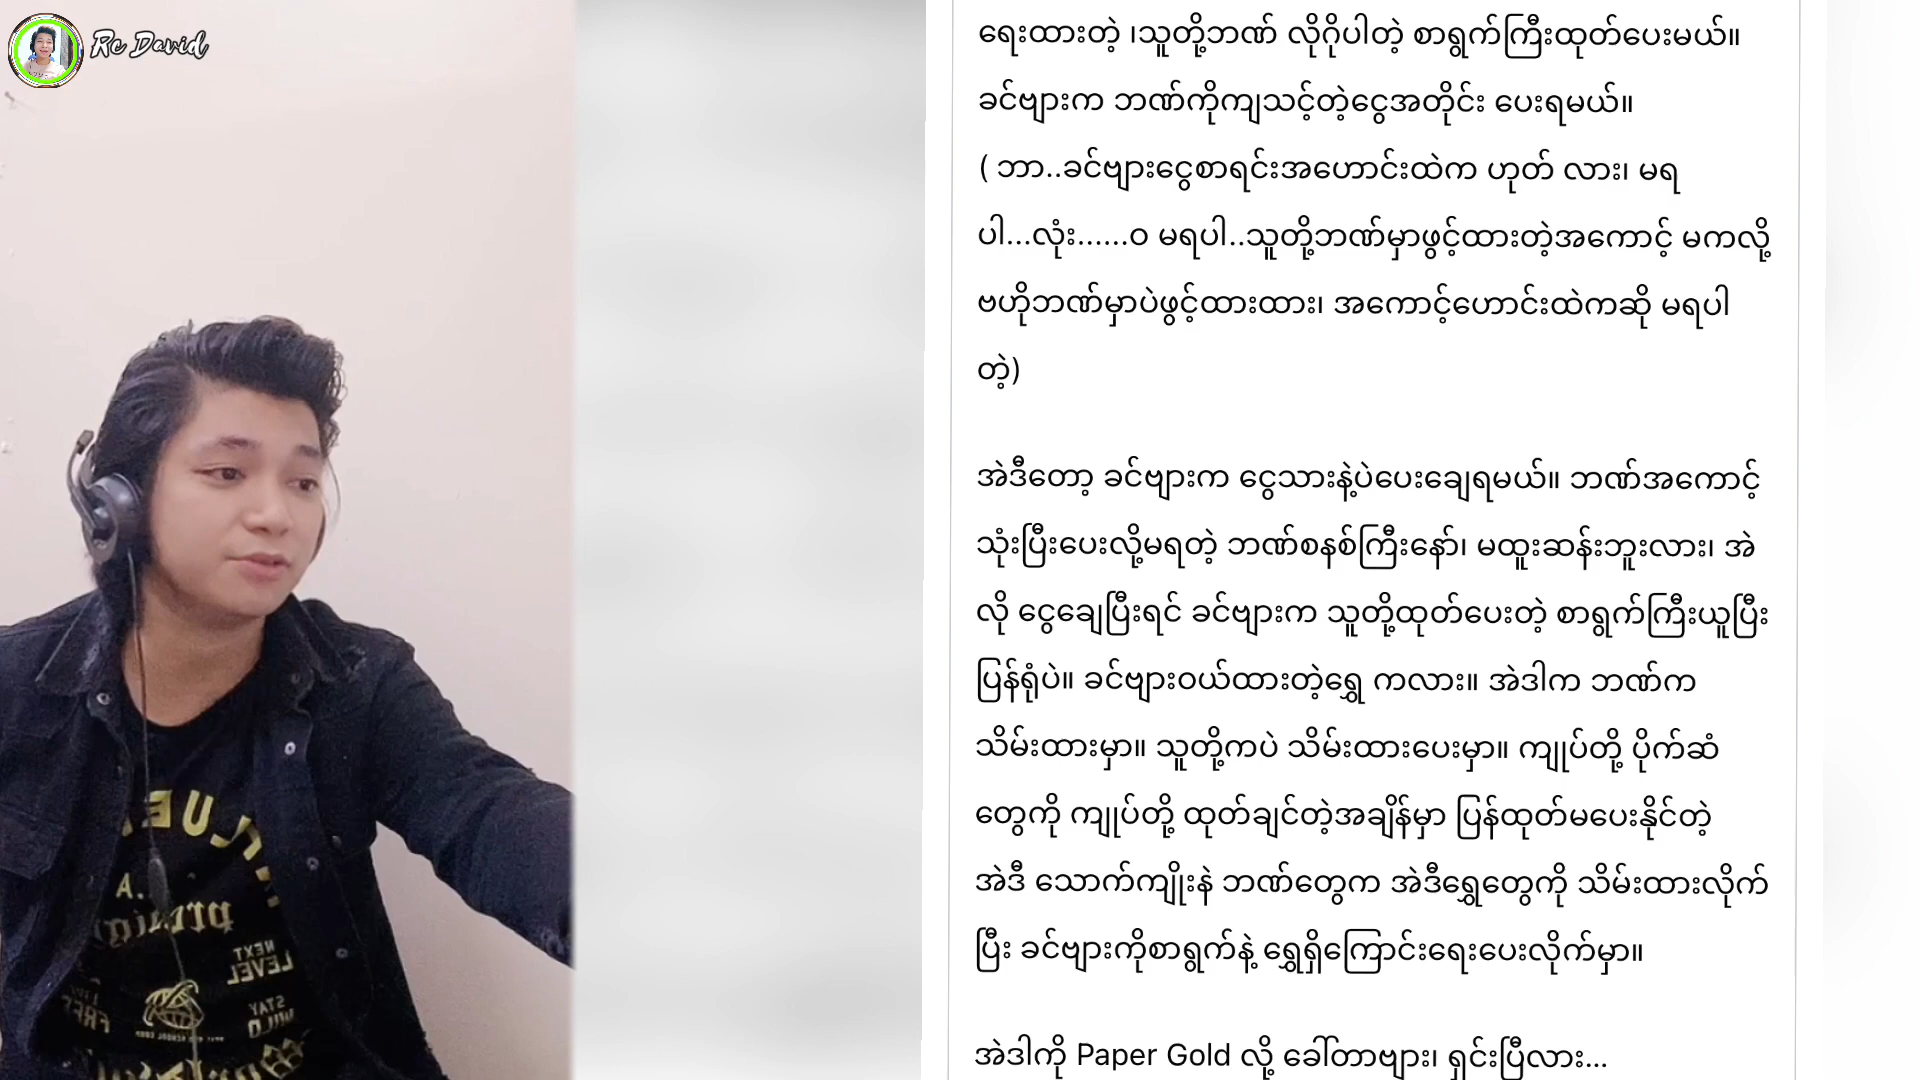 Rc David
ရေးထားတဲ့ ၊သူတို့ဘဏ် လိုဂိုပါတဲ့ စာရွက်ကြီးထုတ်ပေးမယ်။
ခင်ဗျားက ဘဏ်ကိုကျသင့်တဲ့ငွေအတိုင်း ပေးရမယ်။
( ဘာ..ခင်ဗျားငွေစာရင်းအဟောင်းထဲက ဟုတ် လား၊ မရ
ပါ...လုံး......ဝ မရပါ..သူတို့ဘဏ်မှာဖွင့်ထားတဲ့အကောင့် မကလို့
ဗဟိုဘဏ်မှာပဲဖွင့်ထားထား၊ အကောင့်ဟောင်းထဲကဆို မရပါ
တဲ့)
အဲဒီတော့ ခင်ဗျားက ငွေသားနဲ့ပဲပေးချေရမယ်။ ဘဏ်အကောင့်
သုံးပြီးပေးလို့မရတဲ့ ဘဏ်စနစ်ကြီးနော်၊ မထူးဆန်းဘူးလား၊ အဲ
လို ငွေချေပြီးရင် ခင်ဗျားက သူတို့ထုတ်ပေးတဲ့ စာရွက်ကြီးယူပြီး
ပြန်ရုံပဲ။ ခင်ဗျားဝယ်ထားတဲ့ရွှေ ကလား။ အဲဒါက ဘဏ်က
သိမ်းထားမှာ။ သူတို့ကပဲ သိမ်းထားပေးမှာ။ ကျုပ်တို့ ပိုက်ဆံ
တွေကို ကျုပ်တို့ ထုတ်ချင်တဲ့အချိန်မှာ ပြန်ထုတ်မပေးနိုင်တဲ့
အဲဒီ သောက်ကျိုးနဲ ဘဏ်တွေက အဲဒီရွှေတွေကို သိမ်းထားလိုက်
ပြီး ခင်ဗျားကိုစာရွက်နဲ့ ရွှေရှိကြောင်းရေးပေးလိုက်မှာ။
အဲဒါကို Paper Gold လို့ ခေါ်တာဗျား၊ ရှင်းပြီလား...
NEXT
LEVEL
STAY
WILD